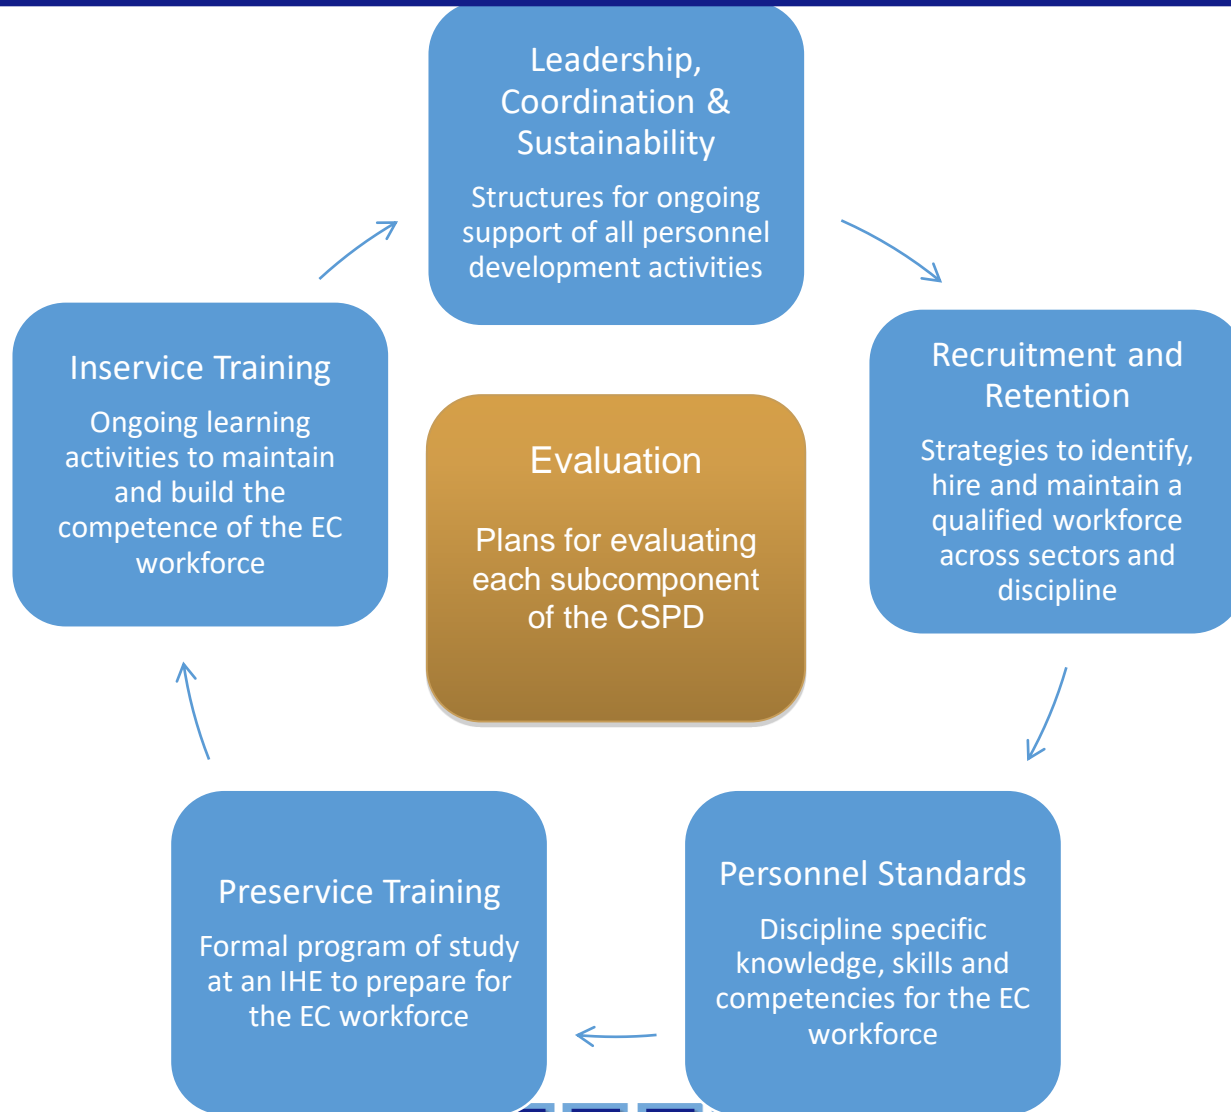 Leadership,
Coordination &
Sustainability
Structures for ongoing
support of all personnel
development activities
Recruitment and
Retention
Strategies to identify,
hire and maintain a
qualified workforce
across sectors and
discipline
Personnel Standards
Discipline specific
knowledge, skills and
competencies for the EC
workforce
Preservice Training
Formal program of study
at an IHE to prepare for
the EC workforce
Inservice Training
Ongoing learning
activities to maintain
and build the
competence of the EC
workforce
Evaluation
Plans for evaluating
each subcomponent
of the CSPD